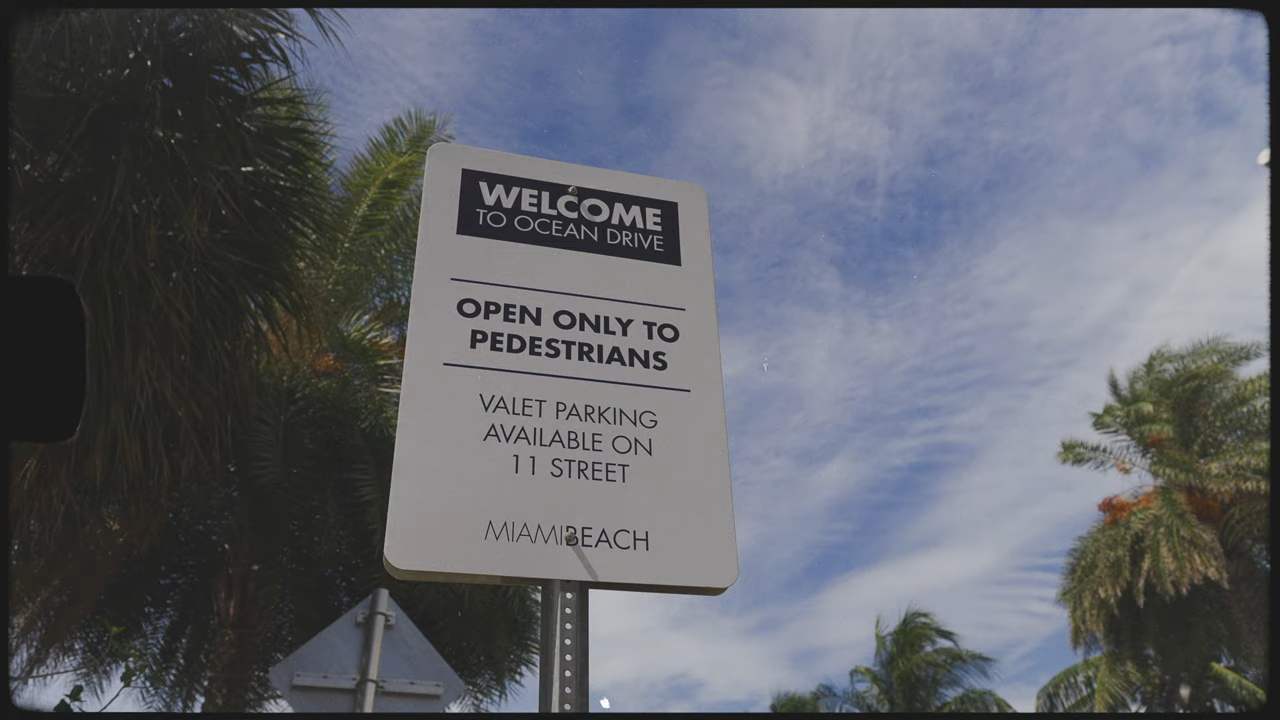 WELCOME
TO OCEAN DRIVE
OPEN ONLY TO
PEDESTRIANS
VALET PARKING
AVAILABLE ON
11 STREET
MIAMIBEACH